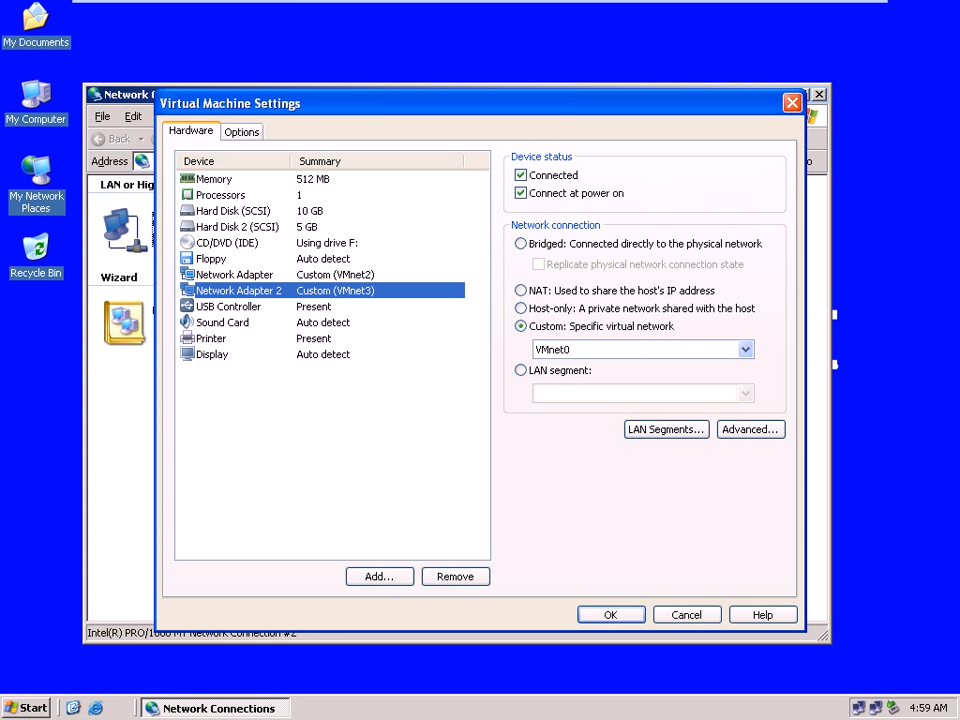 My Documents
My Computer
My Network
Places
Recycle Bin
Network
File Edit
Back
Address
LAN or Hig
Wizard
Virtual Machine Settings
Hardware Options
Device Summary
Memory 512 MB
Processors 1
Hard Disk (SCSI) 10 GB
Hard Disk 2 (SCSI) 5 GB
CD/DVD (IDE) Using drive F:
Floppy Auto detect
Network Adapter Custom (VMnet2)
Network Adapter 2 Custom (VMnet3)
USB Controller Present
Sound Card Auto detect
Printer Present
Display Auto detect
Add... Remove
Device status
Connected
Connect at power on
Network connection
Bridged: Connected directly to the physical network
Replicate physical network connection state
NAT: Used to share the host's IP address
Host-only: A private network shared with the host
Custom: Specific virtual network
VMnet0
LAN segment:
LAN Segments... Advanced...
OK Cancel Help
Intel(R) PRO/1000 MT Network Connection #2
Start Network Connections 4:59 AM